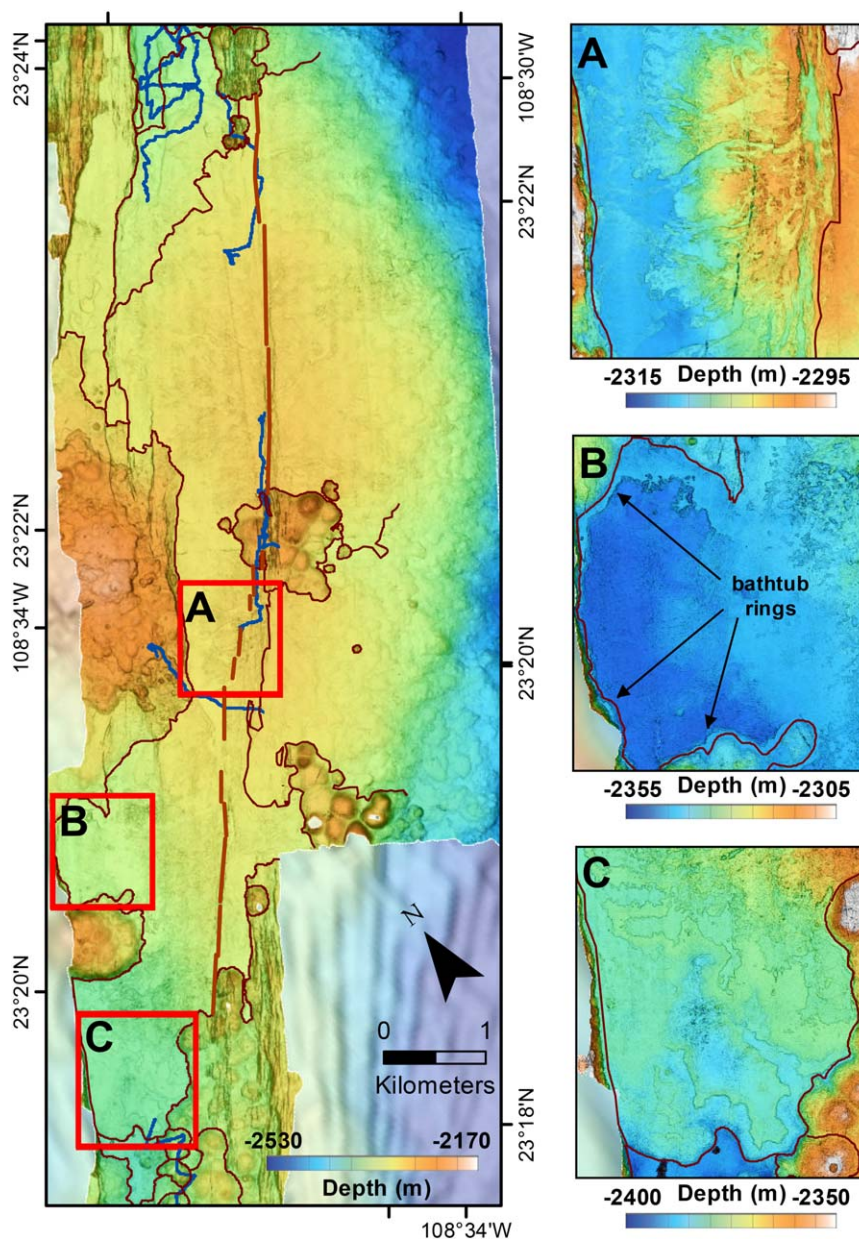 23°24'N
108°30'W
23°22'N
23°22'N
108°34'W
23°20'N
23°20'N
23°18'N
108°34'W
A
B
C
N
0 1
Kilometers
-2530 -2170
Depth (m)
A
-2315 Depth (m) -2295
B
bathtub
rings
-2355 Depth (m) -2305
C
-2400 Depth (m) -2350